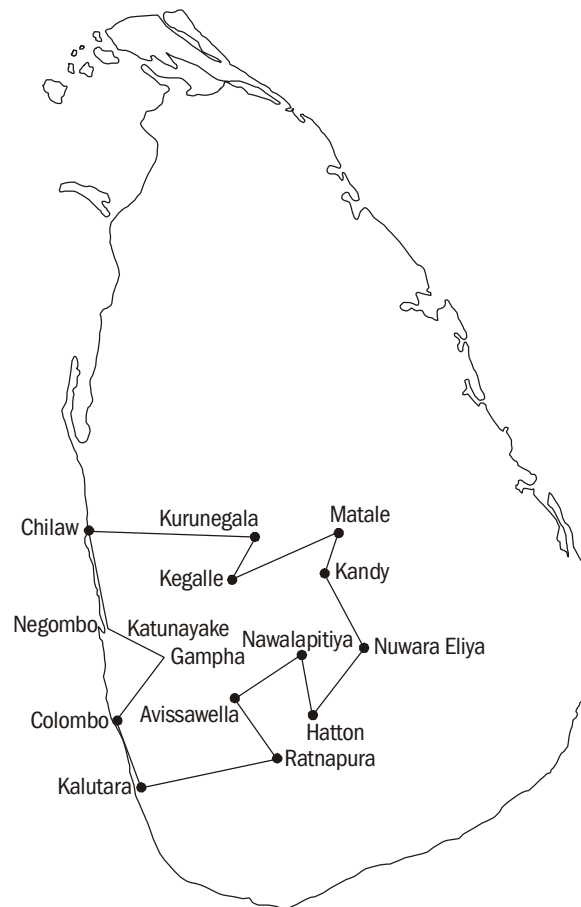 Chilaw
Kurunegala
Matale
Kegalle
Kandy
Negombo
Katunayake
Gampha
Nawalapitiya
Nuwara Eliya
Colombo
Avissawella
Hatton
Ratnapura
Kalutara